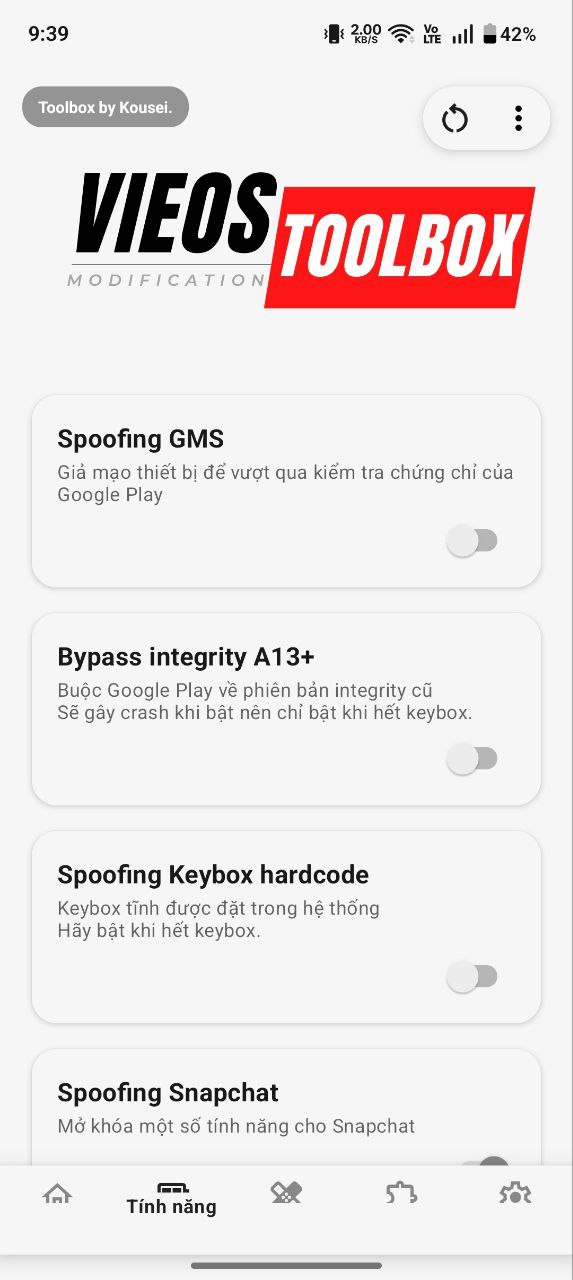 9:39
2.00
KB/S
Vo
LTE
42%
Toolbox by Kousei.
VIEOS
TOOLBOX
MODIFICATION
Spoofing GMS
Giả mạo thiết bị để vượt qua kiểm tra chứng chỉ của
Google Play
Bypass integrity A13+
Buộc Google Play về phiên bản integrity cũ
Sẽ gây crash khi bật nên chỉ bật khi hết keybox.
Spoofing Keybox hardcode
Keybox tĩnh được đặt trong hệ thống
Hãy bật khi hết keybox.
Spoofing Snapchat
Mở khóa một số tính năng cho Snapchat
Tính năng